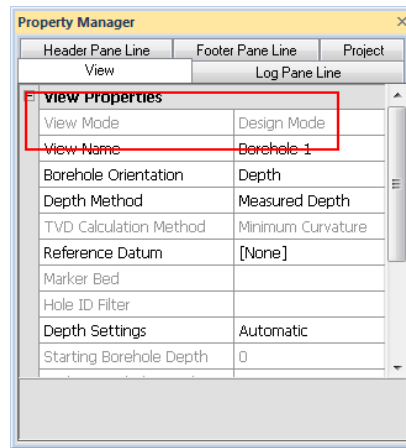 Property Manager
Header Pane Line Footer Pane Line Project
View Log Pane Line
View Properties
View Mode Design Mode
View Name Borehole 1
Borehole Orientation Depth
Depth Method Measured Depth
TVD Calculation Method Minimum Curvature
Reference Datum [None]
Marker Bed
Hole ID Filter
Depth Settings Automatic
Starting Borehole Depth 0